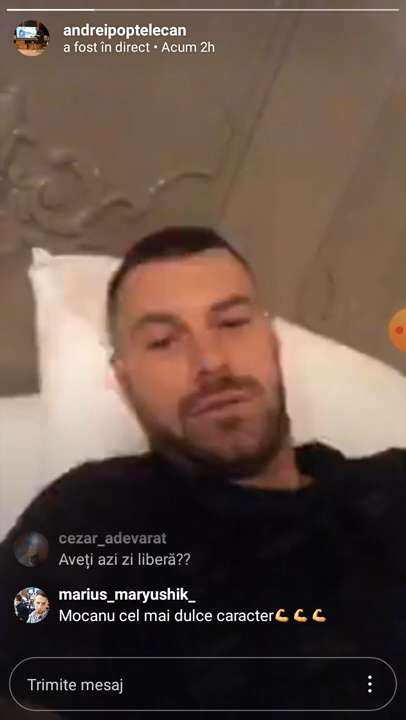 andreipoptelecan
a fost în direct • Acum 2h
cezar_adevarat
Aveți azi zi liberă??
marius_maryushik_
Mocanu cel mai dulce caracter💪💪💪
Trimite mesaj